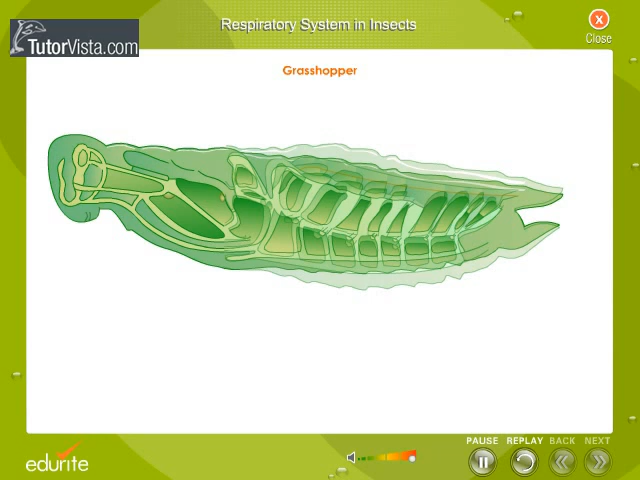 Respiratory System in Insects
X
Close
TutorVista.com
Grasshopper
PAUSE REPLAY BACK NEXT
edurite